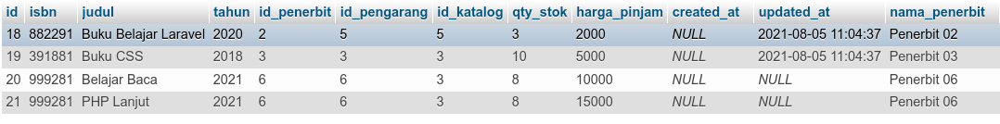 id isbn judul tahun id_penerbit id_pengarang id_katalog qty_stok harga_pinjam created_at updated_at nama_penerbit
18 882291 Buku Belajar Laravel 2020 2 5 5 3 2000 NULL 2021-08-05 11:04:37 Penerbit 02
19 391881 Buku CSS 2018 3 3 3 10 5000 NULL 2021-08-05 11:04:37 Penerbit 03
20 999281 Belajar Baca 2021 6 6 3 8 10000 NULL NULL Penerbit 06
21 999281 PHP Lanjut 2021 6 6 3 8 15000 NULL NULL Penerbit 06